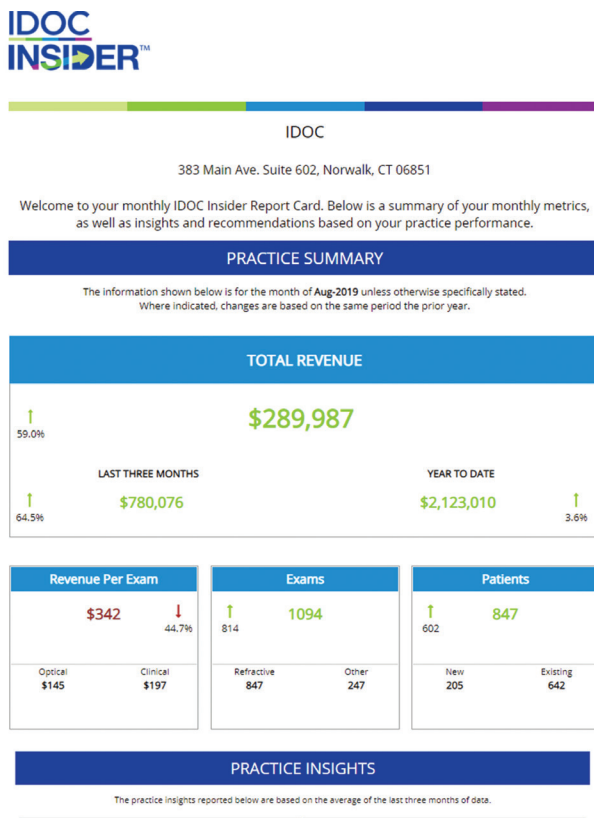 IDOC
INSIDER™
IDOC
383 Main Ave. Suite 602, Norwalk, CT 06851
Welcome to your monthly IDOC Insider Report Card. Below is a summary of your monthly metrics,
as well as insights and recommendations based on your practice performance.
PRACTICE SUMMARY
The information shown below is for the month of Aug-2019 unless otherwise specifically stated.
Where indicated, changes are based on the same period the prior year.
TOTAL REVENUE
$289,987
59.0%
LAST THREE MONTHS YEAR TO DATE
$780,076 $2,123,010
64.5% 3.6%
Revenue Per Exam Exams Patients
$342 1094 847
44.7% 814 602
Optical Clinical Refractive Other New Existing
$145 $197 847 247 205 642
PRACTICE INSIGHTS
The practice insights reported below are based on the average of the last three months of data.